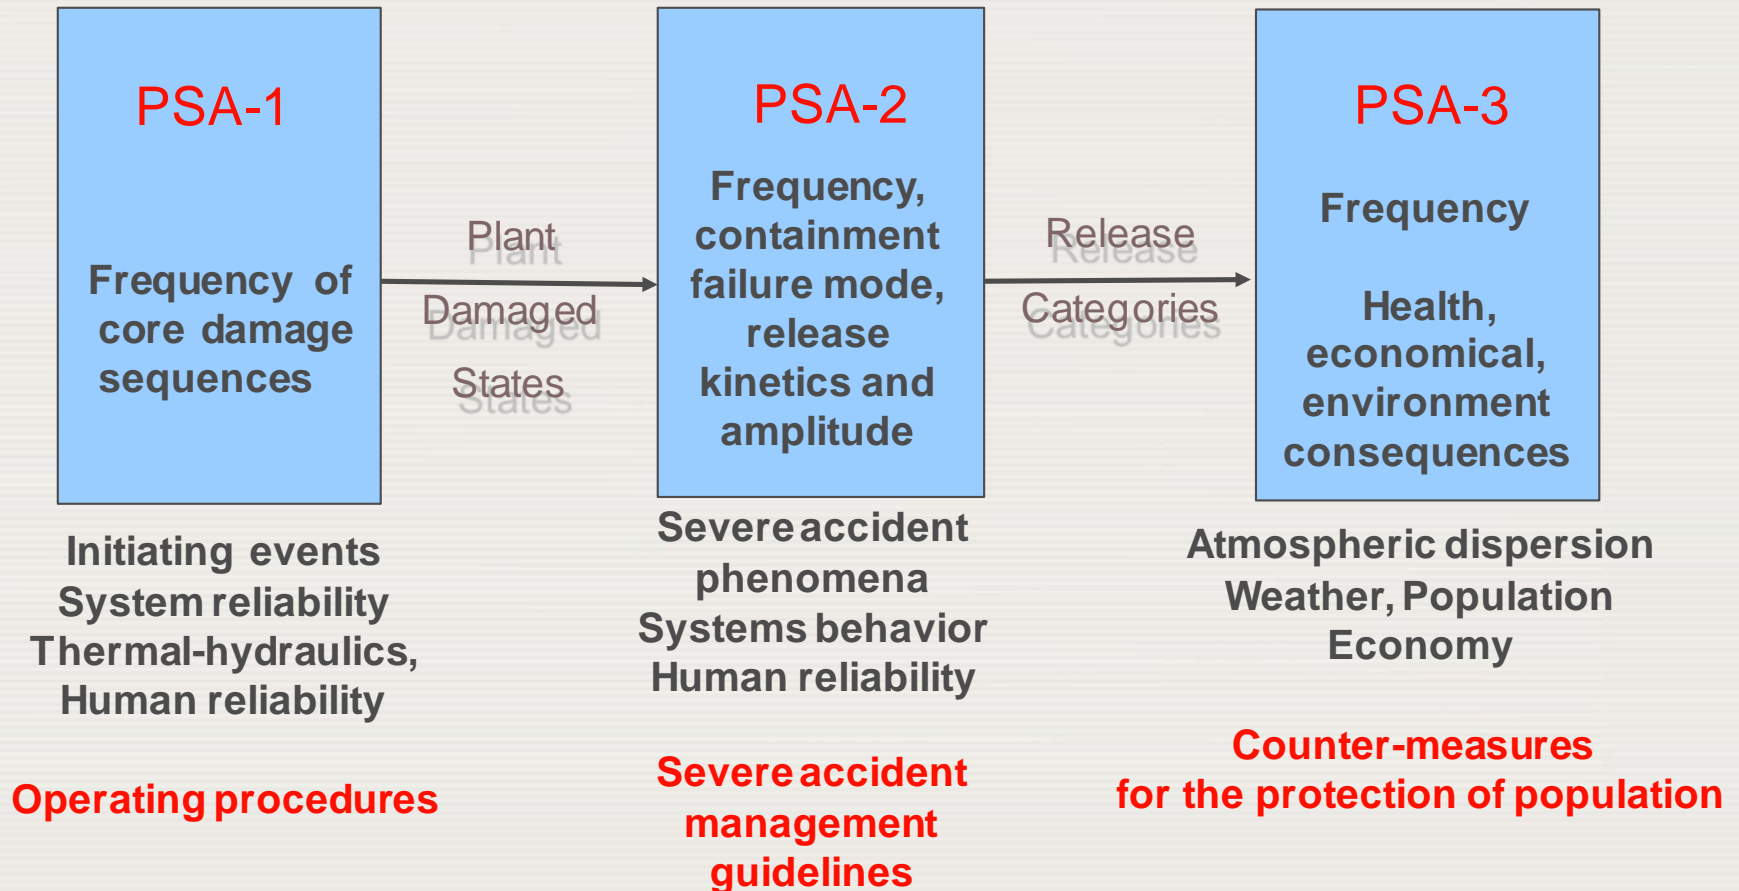 PSA-1
Frequency of
core damage
sequences
Plant
Damaged
States
PSA-2
Frequency,
containment
failure mode,
release
kinetics and
amplitude
Release
Categories
PSA-3
Frequency
Health,
economical,
environment
consequences
Initiating events
System reliability
Thermal-hydraulics,
Human reliability
Operating procedures
Severe accident
phenomena
Systems behavior
Human reliability
Severe accident
management
guidelines
Atmospheric dispersion
Weather, Population
Economy
Counter-measures
for the protection of population